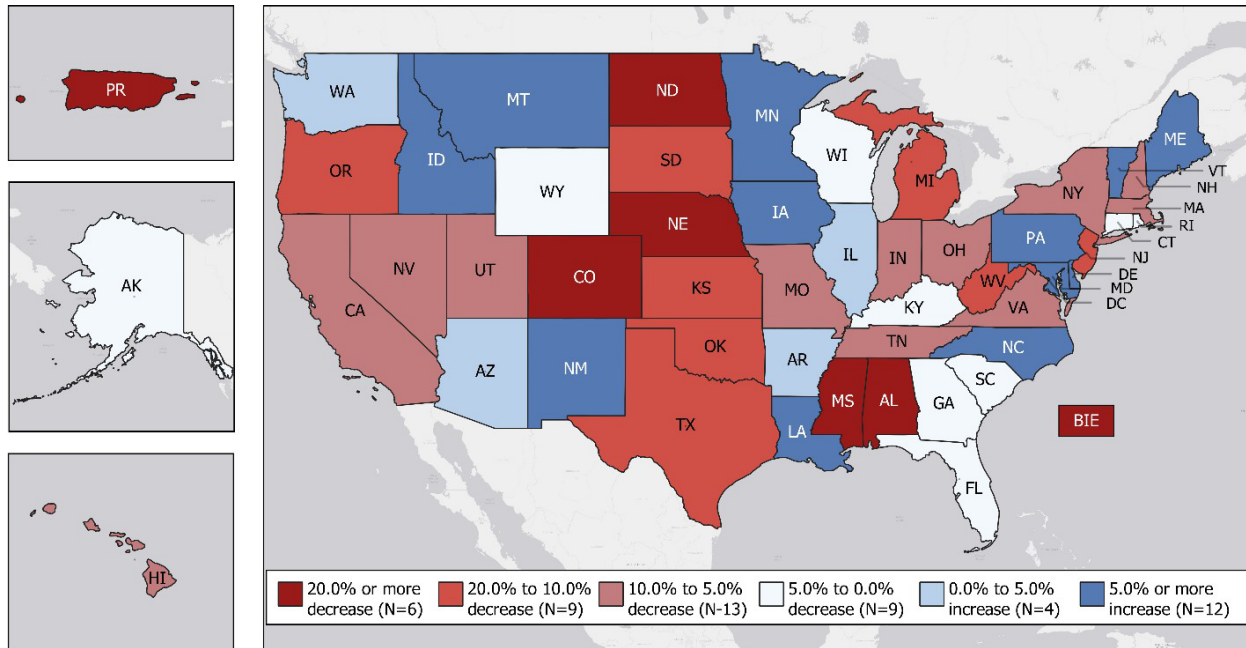 PR
AK
HI
WA
MT
ND
MN
ME
OR
ID
SD
WI
MI
NY
VT
NH
MA
RI
CT
WY
IA
NE
PA
NJ
DE
MD
DC
NV
UT
CO
IL
IN
OH
WV
CA
KS
MO
KY
VA
AZ
NM
OK
AR
TN
NC
SC
TX
MS
AL
GA
BIE
LA
FL
20.0% or more
decrease (N=6)
20.0% to 10.0%
decrease (N=9)
10.0% to 5.0%
decrease (N-13)
5.0% to 0.0%
decrease (N=9)
0.0% to 5.0%
increase (N=4)
5.0% or more
increase (N=12)